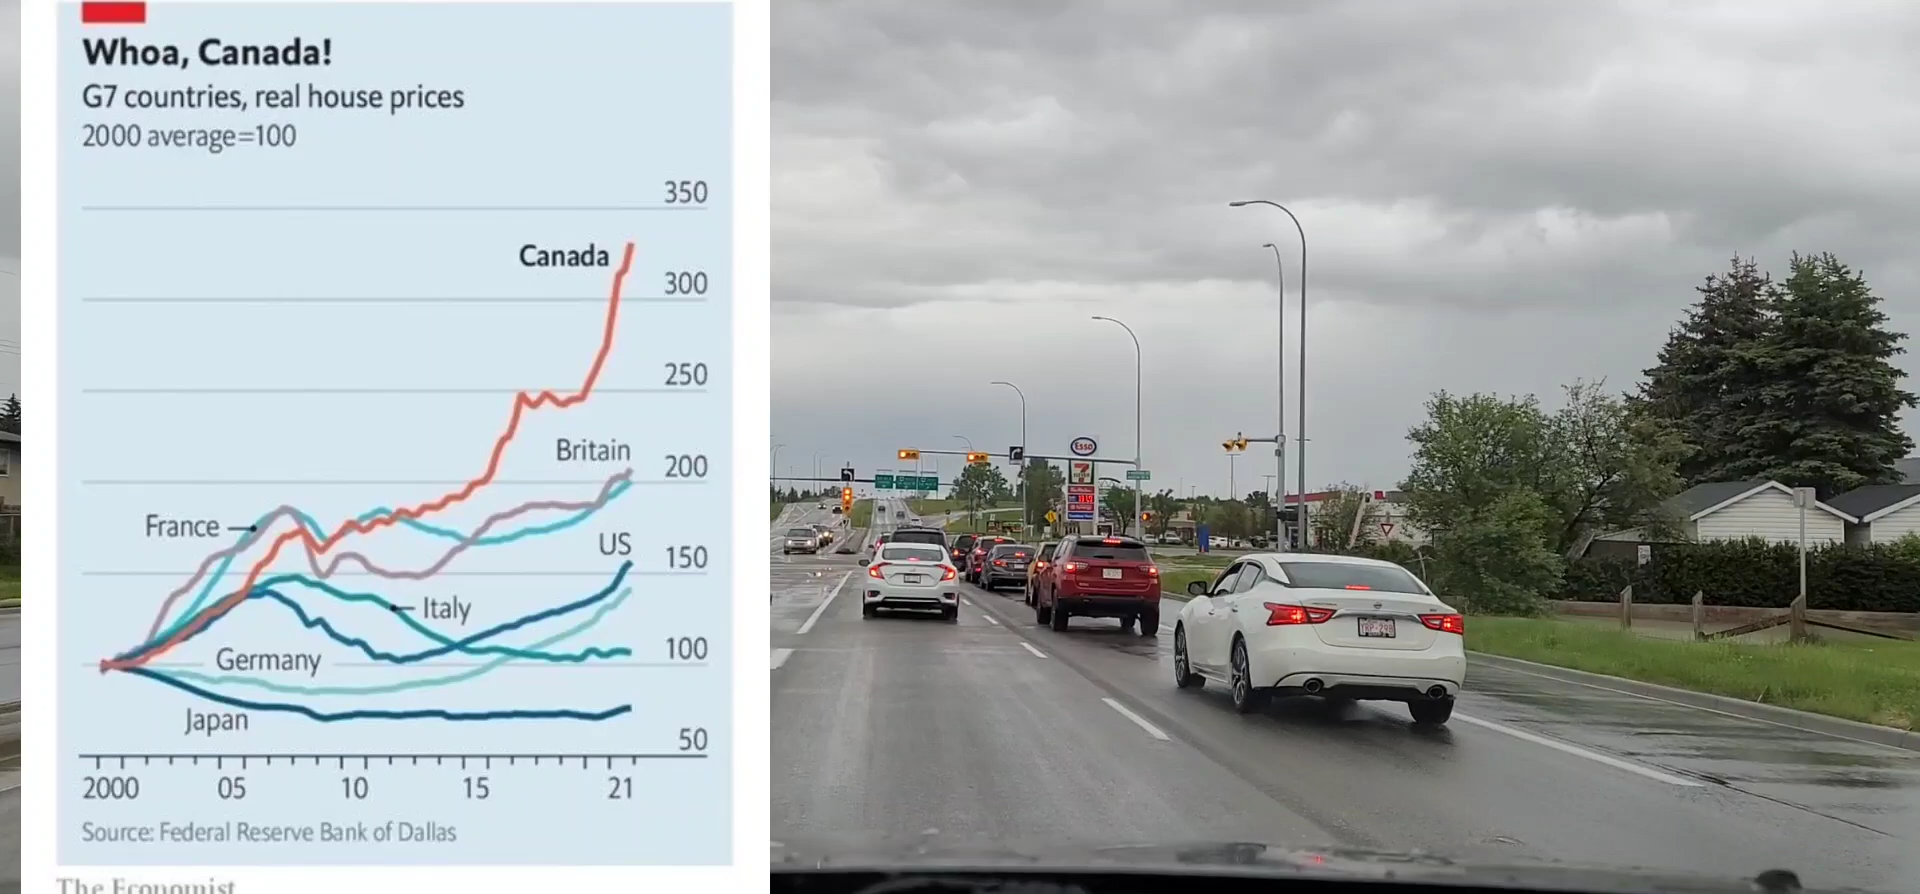 Whoa, Canada!
G7 countries, real house prices
2000 average=100
350
Canada
300
250
Britain
200
France
US
150
Italy
Germany
100
Japan
50
2000 05 10 15 21
Source: Federal Reserve Bank of Dallas
The Economist
Esso
7